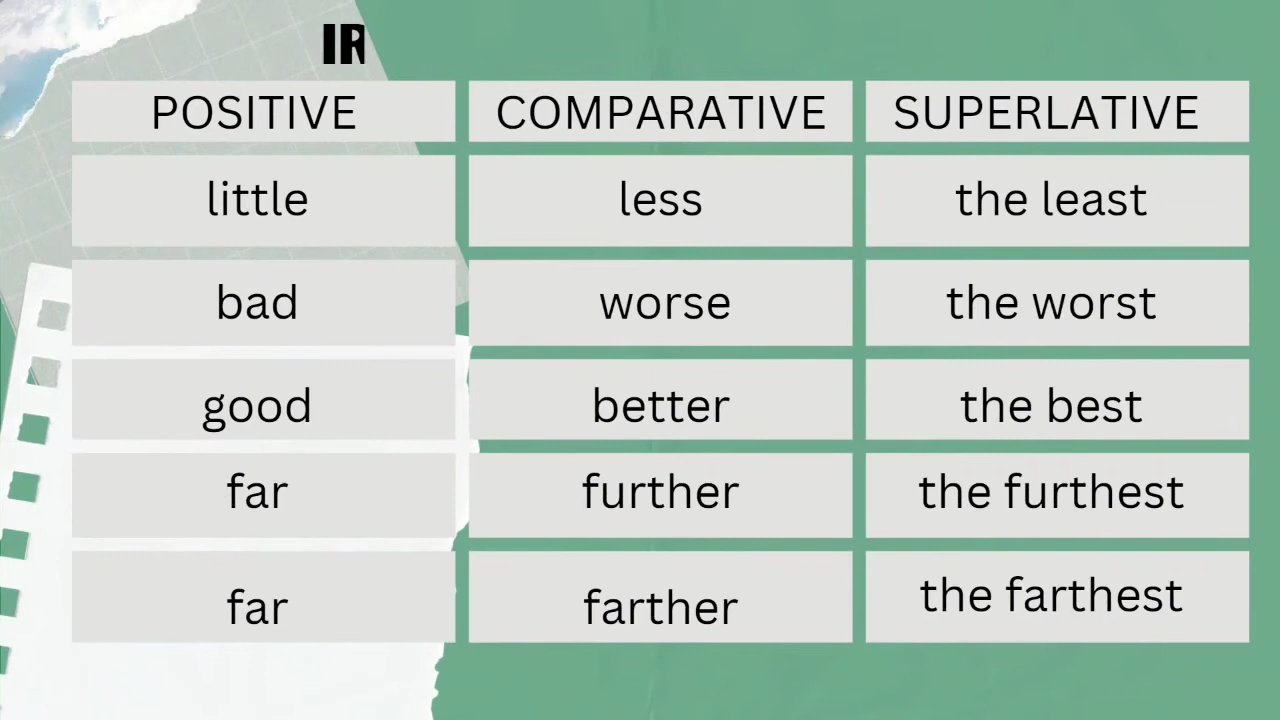 IR
POSITIVE COMPARATIVE SUPERLATIVE
little less the least
bad worse the worst
good better the best
far further the furthest
far farther the farthest